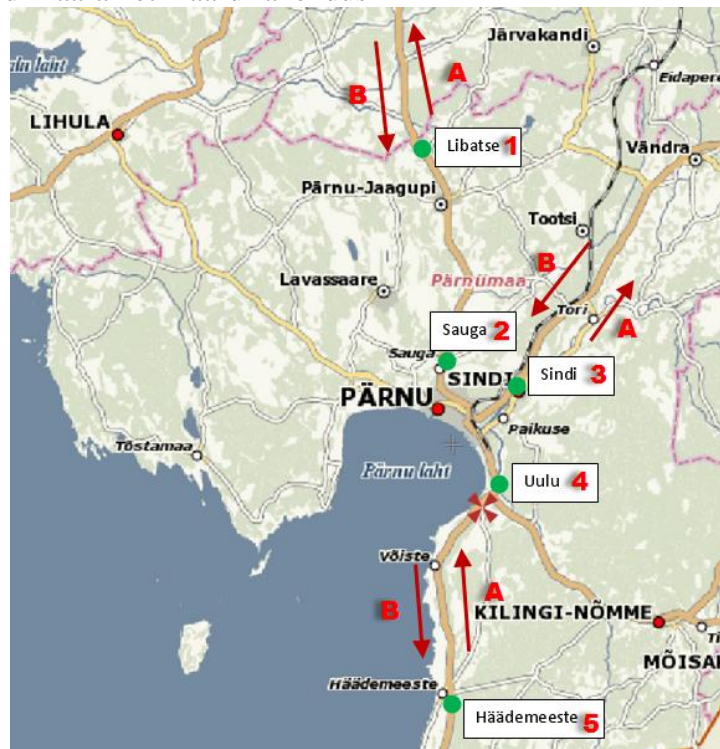 Järvakandi
Eidapere
B
A
LIHULA
Libatse 1
Vändra
Pärnu-Jaagupi
Tootsi
B
Pärnumaa
Lavassaare
Tori
A
Sauga 2
Sauga
SINDI
Sindi 3
PÄRNU
Paikuse
Tõstamaa
Pärnu laht
Uulu 4
Võiste
B
A
KILINGI-NÕMME
MÕISA
Häädemeeste
Häädemeeste 5